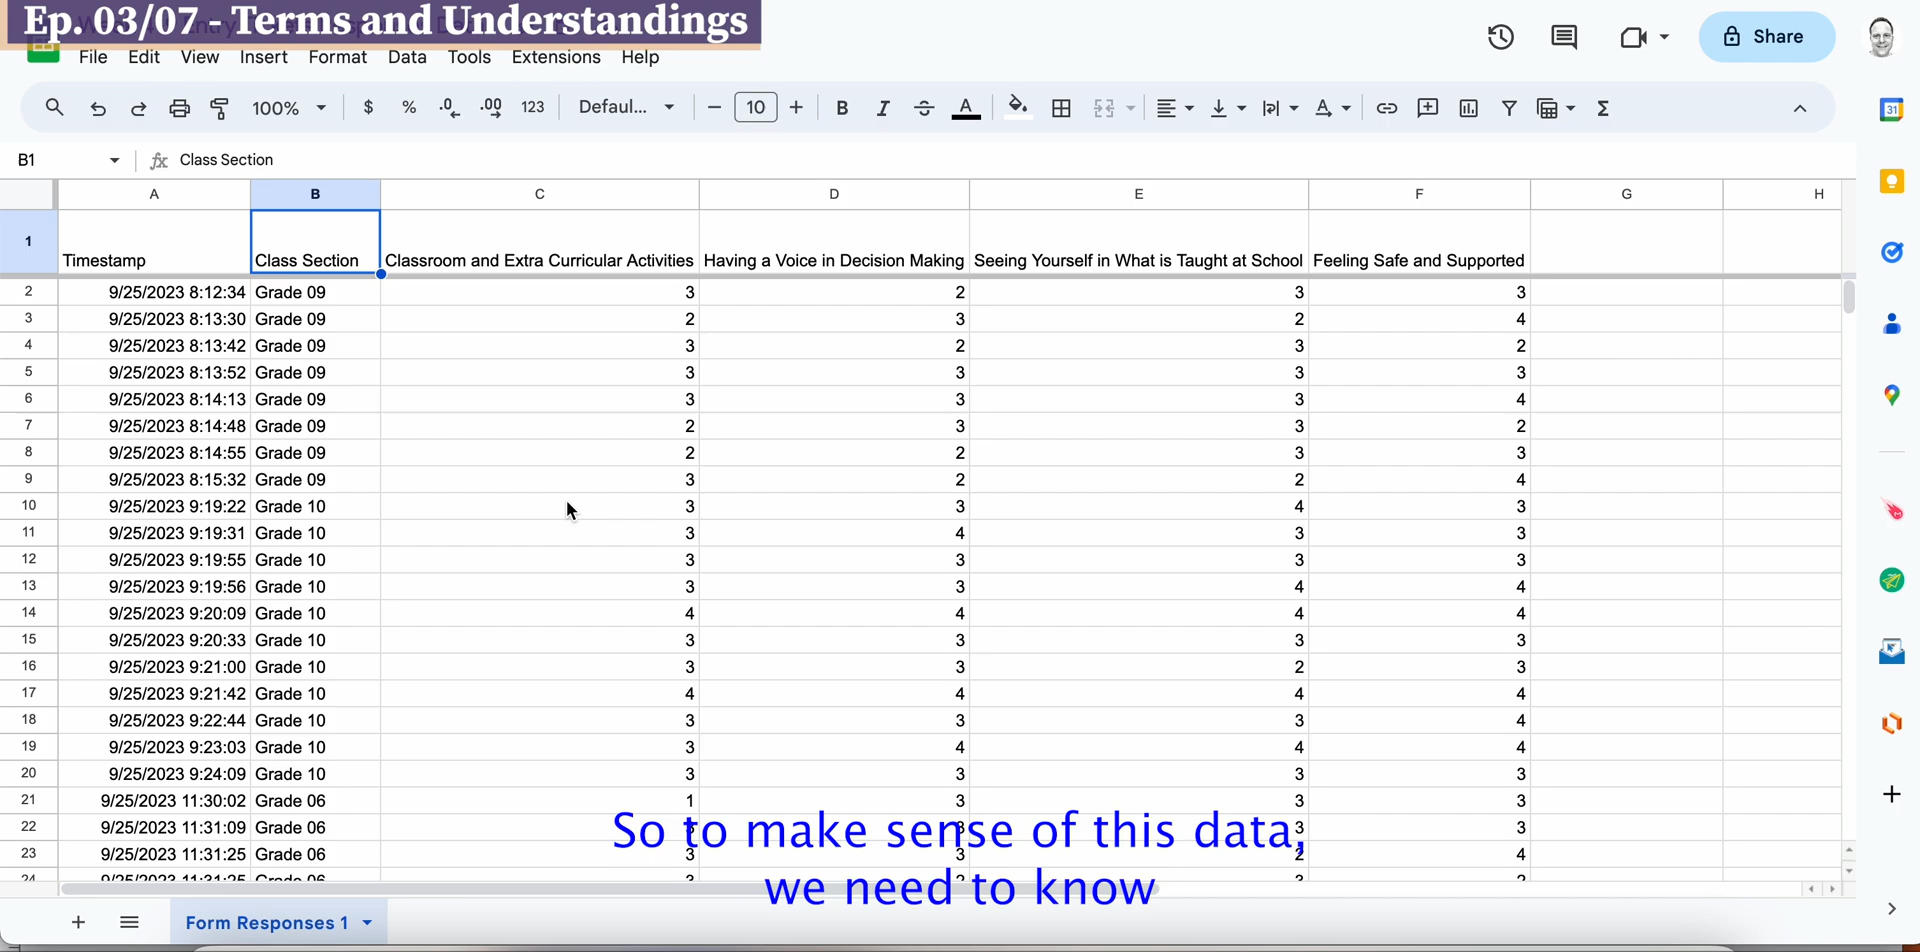 Ep. 03/07 - Terms and Understandings
File Edit View Insert Format Data Tools Extensions Help
Share
100% $ % .0 .00 123 Defaul... 10 B I A A
B1 fx Class Section
31
A B C D E F G H
1 Timestamp Class Section Classroom and Extra Curricular Activities Having a Voice in Decision Making Seeing Yourself in What is Taught at School Feeling Safe and Supported
2 9/25/2023 8:12:34 Grade 09 3 2 3 3
3 9/25/2023 8:13:30 Grade 09 2 3 2 4
4 9/25/2023 8:13:42 Grade 09 3 2 3 2
5 9/25/2023 8:13:52 Grade 09 3 3 3 3
6 9/25/2023 8:14:13 Grade 09 3 3 3 4
7 9/25/2023 8:14:48 Grade 09 2 3 3 2
8 9/25/2023 8:14:55 Grade 09 2 2 3 3
9 9/25/2023 8:15:32 Grade 09 3 2 2 4
10 9/25/2023 9:19:22 Grade 10 3 3 4 3
11 9/25/2023 9:19:31 Grade 10 3 4 3 3
12 9/25/2023 9:19:55 Grade 10 3 3 3 3
13 9/25/2023 9:19:56 Grade 10 3 3 4 4
14 9/25/2023 9:20:09 Grade 10 4 4 4 4
15 9/25/2023 9:20:33 Grade 10 3 3 3 3
16 9/25/2023 9:21:00 Grade 10 3 3 2 3
17 9/25/2023 9:21:42 Grade 10 4 4 4 4
18 9/25/2023 9:22:44 Grade 10 3 3 3 4
19 9/25/2023 9:23:03 Grade 10 3 4 4 4
20 9/25/2023 9:24:09 Grade 10 3 3 3 3
21 9/25/2023 11:30:02 Grade 06 1 3 3 3
22 9/25/2023 11:31:09 Grade 06 3 3
23 9/25/2023 11:31:25 Grade 06 3 3 2 4
24 9/25/2023 11:31:25 Grade 06
So to make sense of this data,
we need to know
Form Responses 1